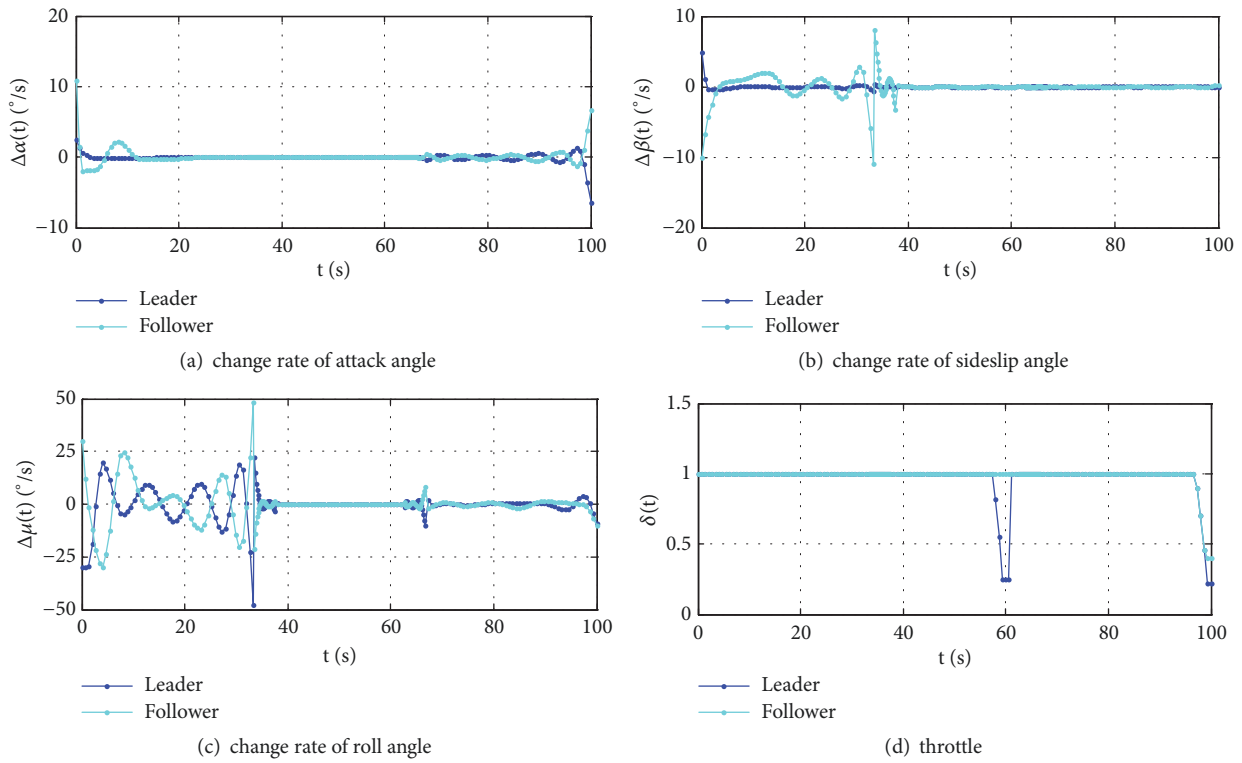 20
10
0
−10
Δα(t) (°/s)
0 20 40 60 80 100
t (s)
Leader
Follower
(a) change rate of attack angle
10
0
−10
−20
Δβ(t) (°/s)
0 20 40 60 80 100
t (s)
Leader
Follower
(b) change rate of sideslip angle
50
25
0
−25
−50
Δμ(t) (°/s)
0 20 40 60 80 100
t (s)
Leader
Follower
(c) change rate of roll angle
1.5
1
0.5
0
δ(t)
0 20 40 60 80 100
t (s)
Leader
Follower
(d) throttle